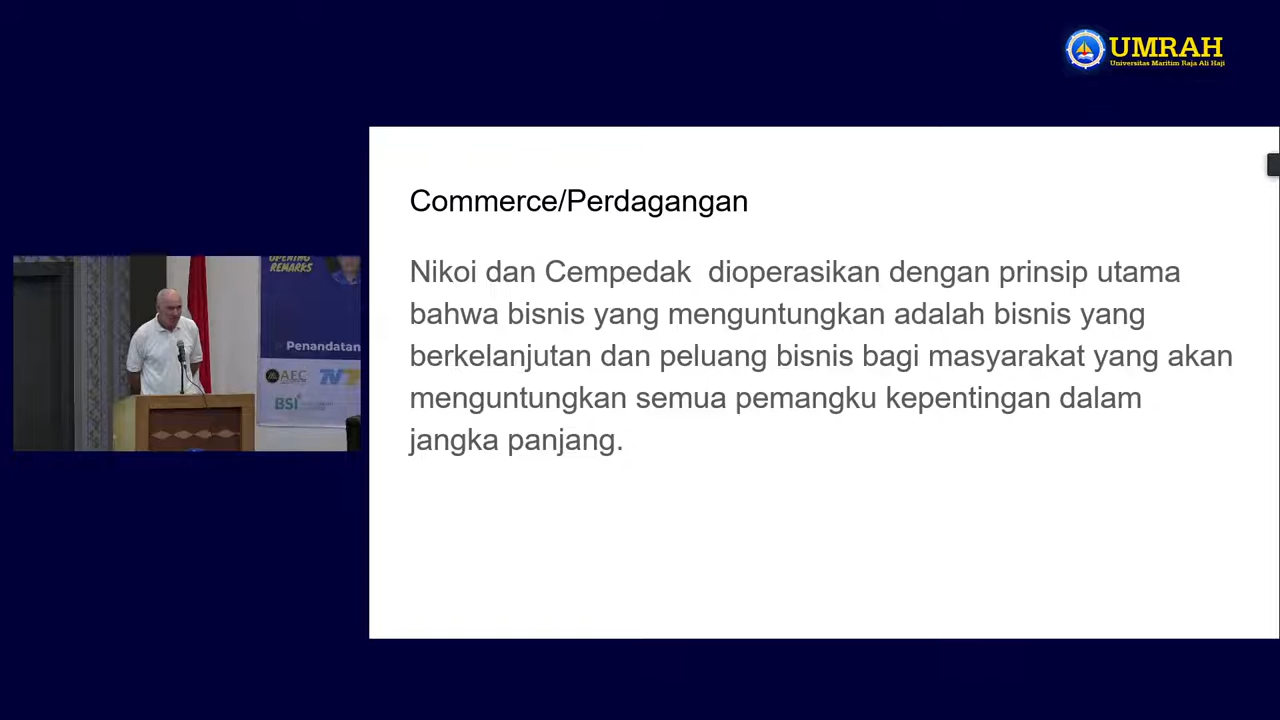 UMRAH
Universitas Maritim Raja Ali Haji
Commerce/Perdagangan
Nikoi dan Cempedak dioperasikan dengan prinsip utama
bahwa bisnis yang menguntungkan adalah bisnis yang
berkelanjutan dan peluang bisnis bagi masyarakat yang akan
menguntungkan semua pemangku kepentingan dalam
jangka panjang.
OPENING
REMARKS
Penandatan
AEC
BSI